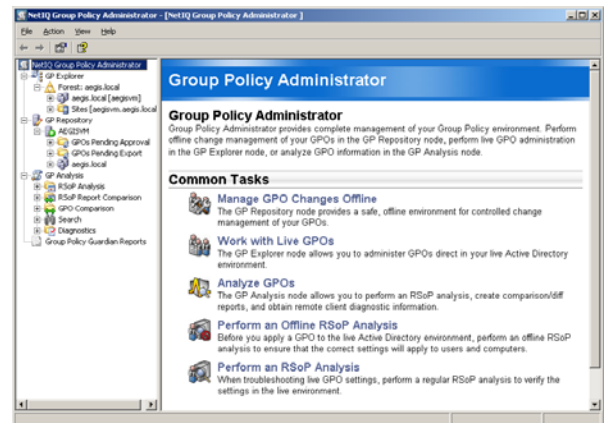 NetIQ Group Policy Administrator - [NetIQ Group Policy Administrator ]
File Action View Help
NetIQ Group Policy Administrator
GP Explorer
Forest: aegis.local
aegis.local [aegisvm]
Sites [aegisvm.aegis.local
GP Repository
AEGISVM
GPOs Pending Approval
GPOs Pending Export
aegis.local
GP Analysis
RSoP Analysis
RSoP Report Comparison
GPO Comparison
Search
Diagnostics
Group Policy Guardian Reports
Group Policy Administrator
Group Policy Administrator
Group Policy Administrator provides complete management of your Group Policy environment. Perform
offline change management of your GPOs in the GP Repository node, perform live GPO administration
in the GP Explorer node, or analyze GPO information in the GP Analysis node.
Common Tasks
Manage GPO Changes Offline
The GP Repository node provides a safe, offline environment for controlled change
management of your GPOs.
Work with Live GPOs
The GP Explorer node allows you to administer GPOs direct in your live Active Directory
environment.
Analyze GPOs
The GP Analysis node allows you to perform an RSoP analysis, create comparison/diff
reports, and obtain remote client diagnostic information.
Perform an Offline RSoP Analysis
Before you apply a GPO to the live Active Directory environment, perform an offline RSoP
analysis to ensure that the correct settings will apply to users and computers.
Perform an RSoP Analysis
When troubleshooting live GPO settings, perform a regular RSoP analysis to verify the
settings in the live environment.